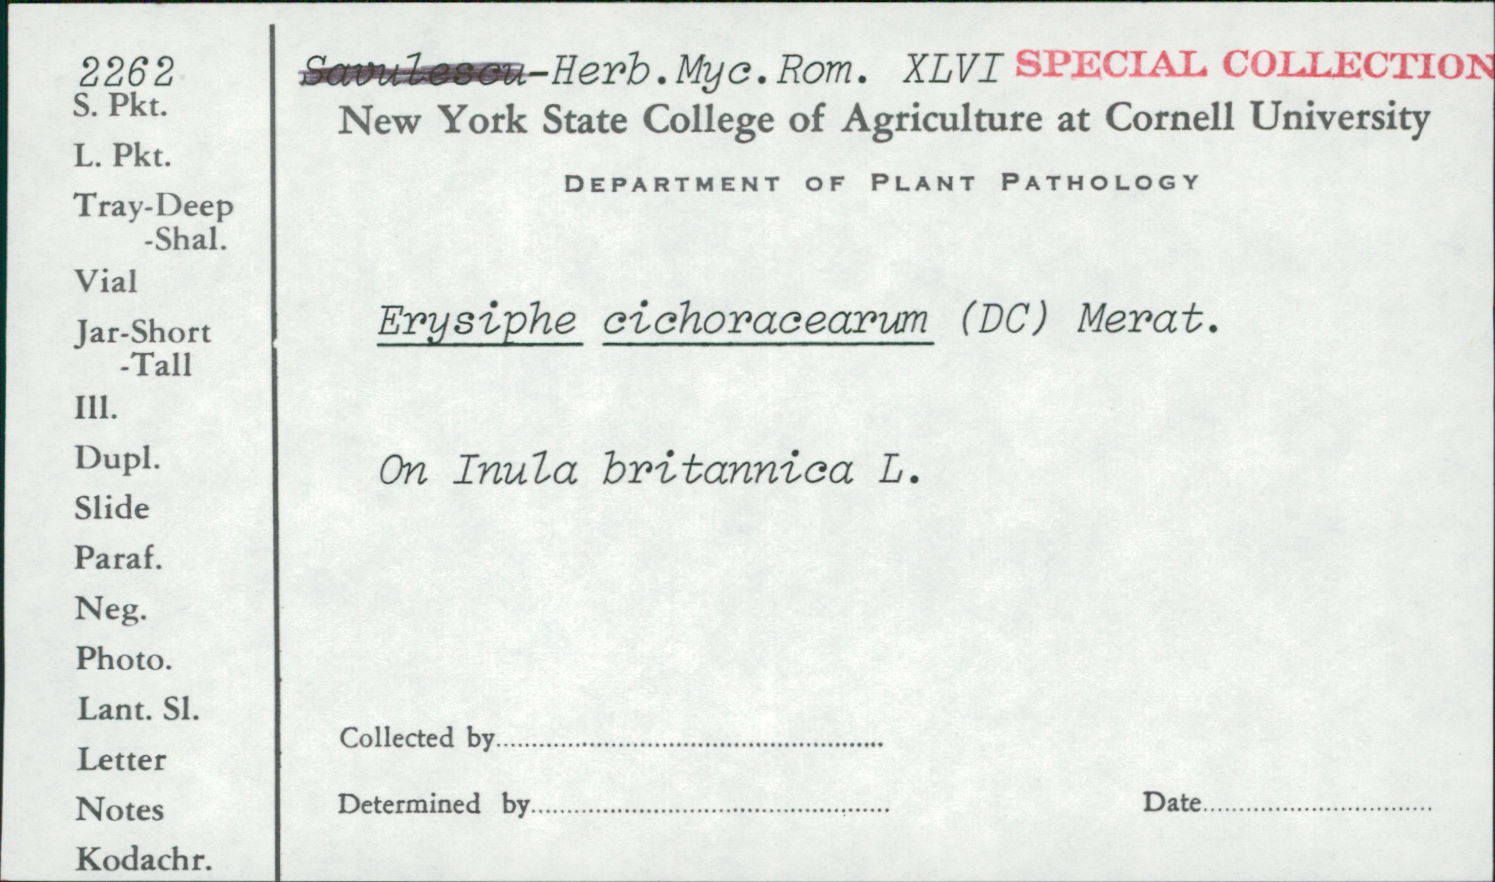 2262
Savulescu-Herb.Myc.Rom. XLVI SPECIAL COLLECTION
New York State College of Agriculture at Cornell University
DEPARTMENT OF PLANT PATHOLOGY
S. Pkt.
L. Pkt.
Tray-Deep
-Shal.
Vial
Jar-Short
-Tall
Ill.
Dupl.
Slide
Paraf.
Neg.
Photo.
Lant. Sl.
Letter
Notes
Kodachr.
Erysiphe cichoracearum (DC) Merat.
On Inula britannica L.
Collected by
Determined by
Date